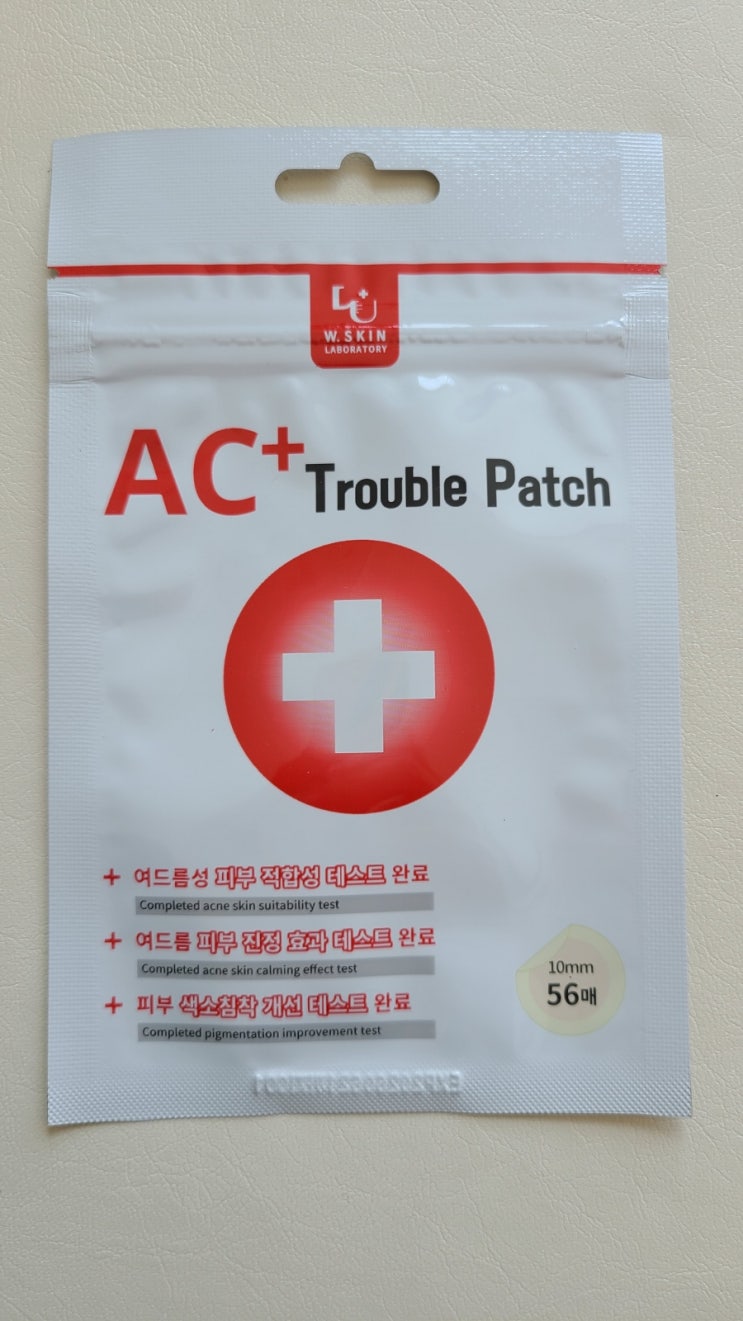 W.SKIN
LABORATORY
AC+ Trouble Patch
+ 여드름성 피부 적합성 테스트 완료
Completed acne skin suitability test
+ 여드름 피부 진정 효과 테스트 완료
Completed acne skin calming effect test
+ 피부 색소침착 개선 테스트 완료
Completed pigmentation improvement test
10mm
56매